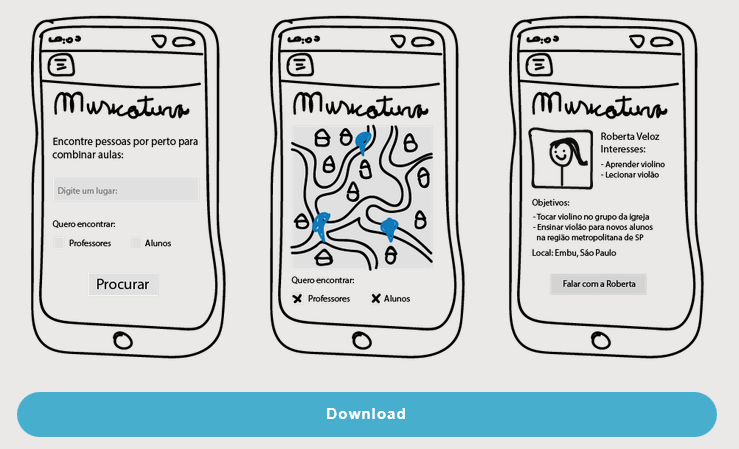 Musicatura
Encontre pessoas por perto para
combinar aulas:
Digite um lugar:
Quero encontrar:
Professores
Alunos
Procurar
Musicatura
Quero encontrar:
Professores
Alunos
Musicatura
Roberta Veloz
Interesses:
- Aprender violino
- Lecionar violão
Objetivos:
- Tocar violino no grupo da igreja
- Ensinar violão para novos alunos
na região metropolitana de SP
Local: Embu, São Paulo
Falar com a Roberta
Download